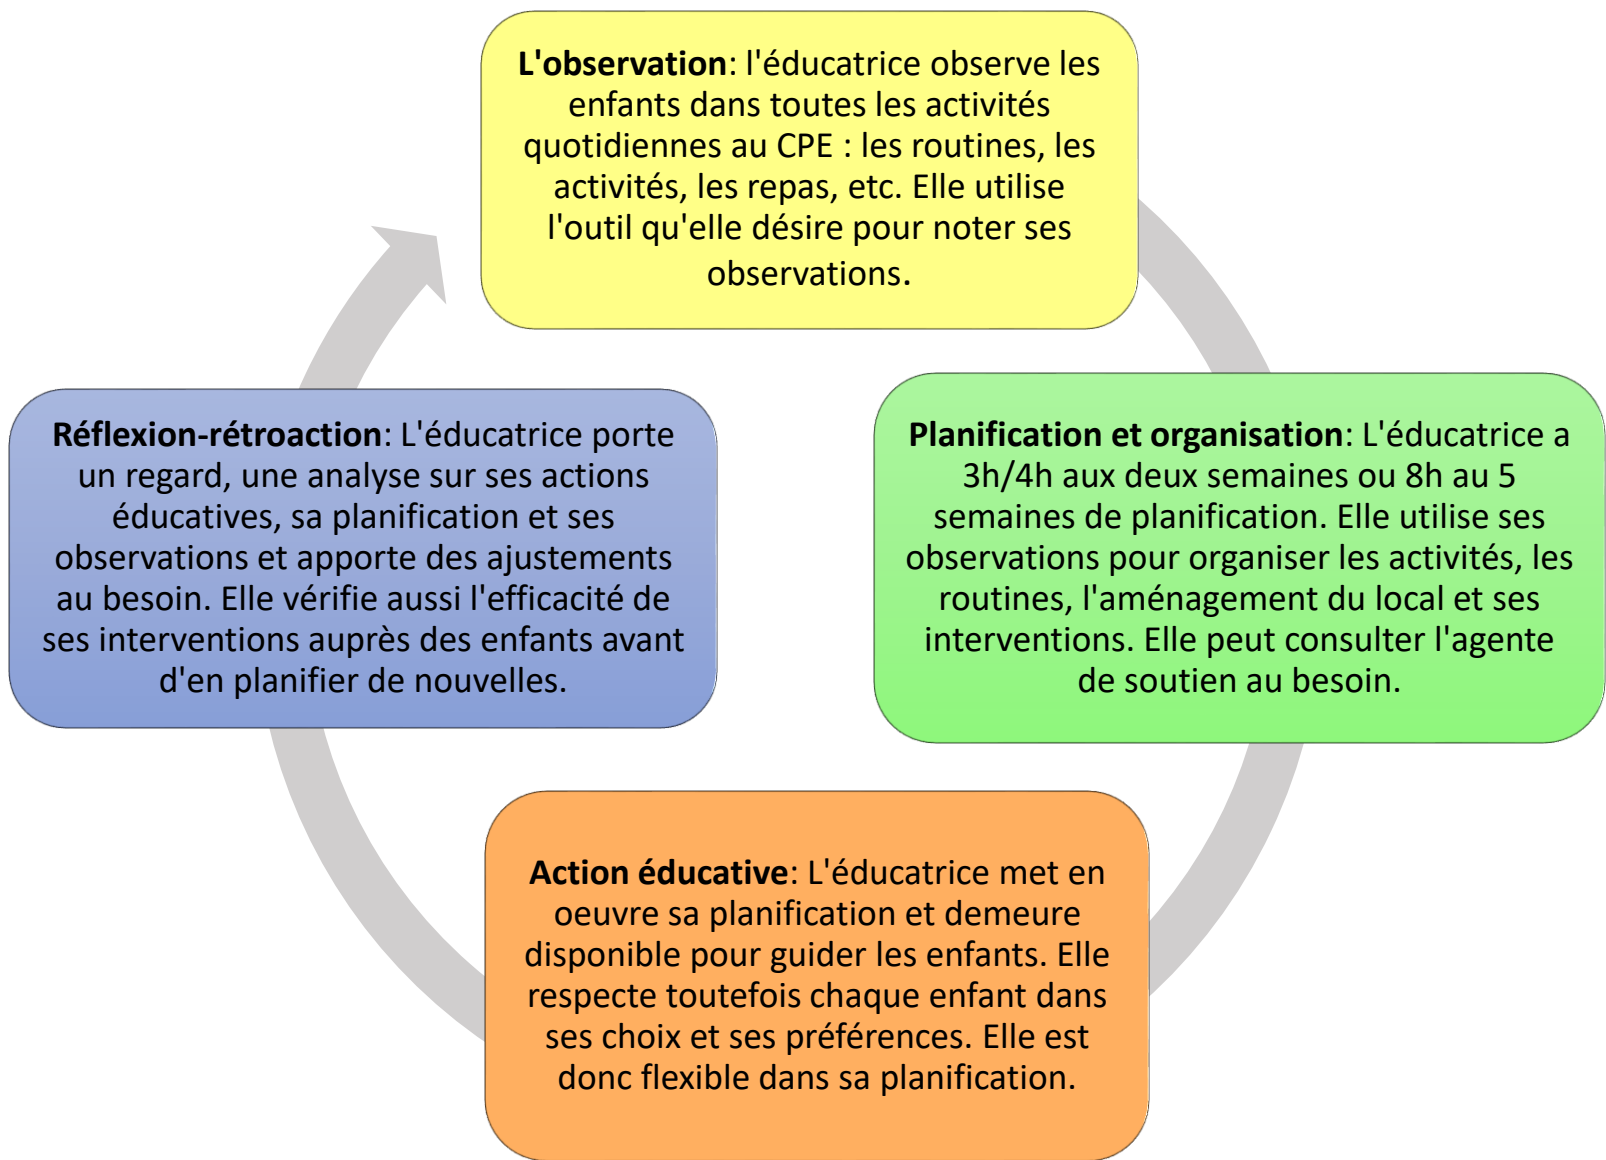 L'observation: l'éducatrice observe les
enfants dans toutes les activités
quotidiennes au CPE : les routines, les
activités, les repas, etc. Elle utilise
l'outil qu'elle désire pour noter ses
observations.
Planification et organisation: L'éducatrice a
3h/4h aux deux semaines ou 8h au 5
semaines de planification. Elle utilise ses
observations pour organiser les activités, les
routines, l'aménagement du local et ses
interventions. Elle peut consulter l'agente
de soutien au besoin.
Action éducative: L'éducatrice met en
oeuvre sa planification et demeure
disponible pour guider les enfants. Elle
respecte toutefois chaque enfant dans
ses choix et ses préférences. Elle est
donc flexible dans sa planification.
Réflexion-rétroaction: L'éducatrice porte
un regard, une analyse sur ses actions
éducatives, sa planification et ses
observations et apporte des ajustements
au besoin. Elle vérifie aussi l'efficacité de
ses interventions auprès des enfants avant
d'en planifier de nouvelles.